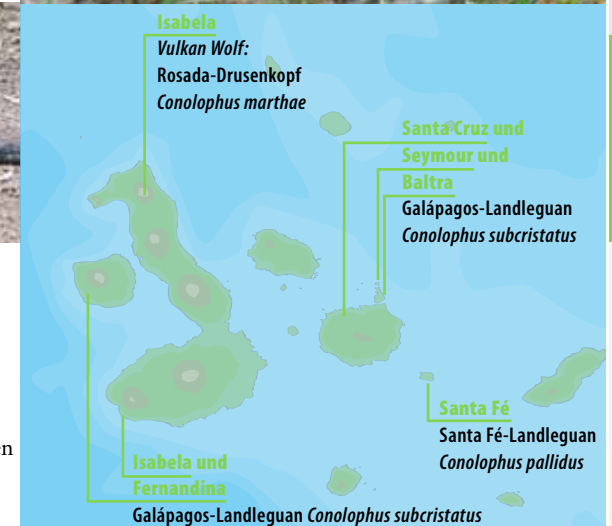 Isabela
Vulkan Wolf:
Rosada-Drusenkopf
Conolophus marthae
Santa Cruz und
Seymour und
Baltra
Galápagos-Landleguan
Conolophus subcristatus
Santa Fé
Santa Fé-Landleguan
Conolophus pallidus
en
Isabela und
Fernandina
Galápagos-Landleguan Conolophus subcristatus